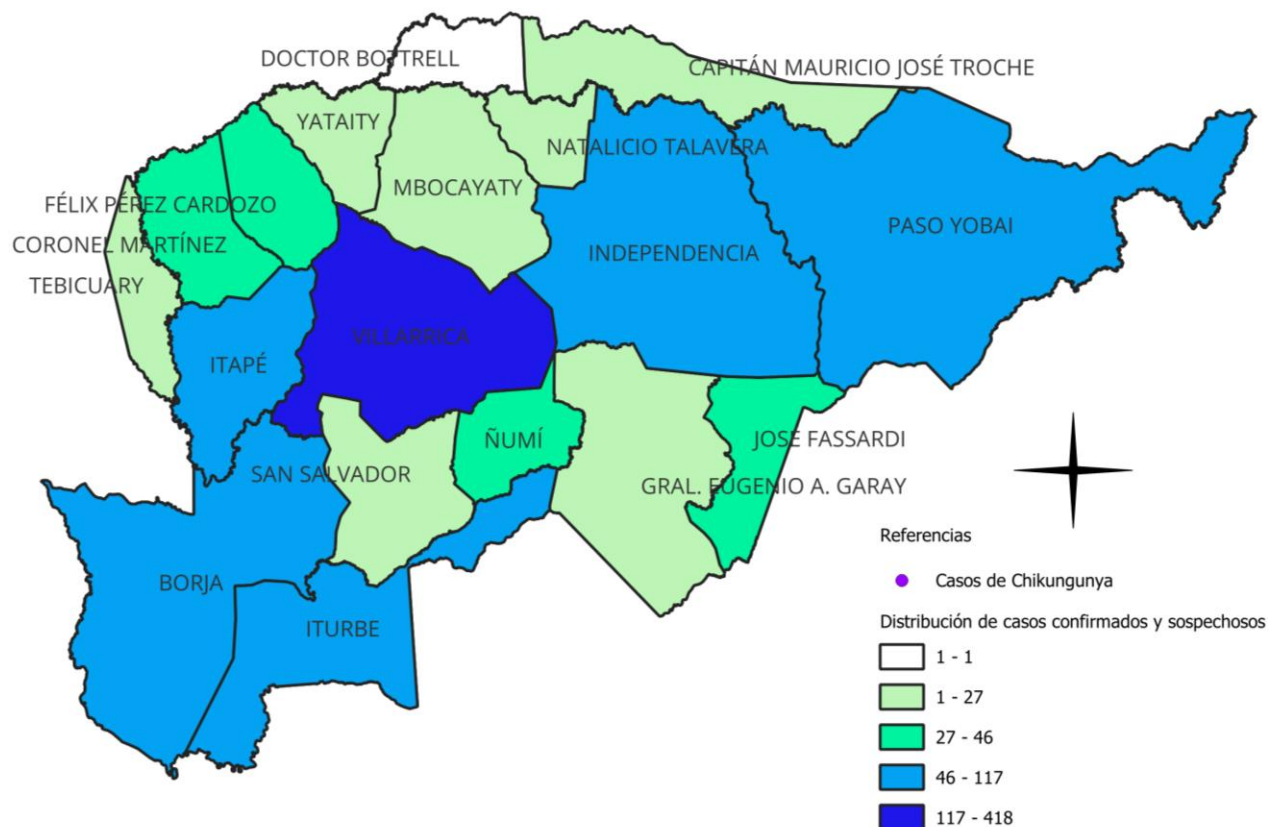 DOCTOR BOTTRELL
CAPITÁN MAURICIO JOSÉ TROCHE
YATAITY
NATALICIO TALAVERA
MBOCAYATY
FÉLIX PÉREZ CARDOZO
PASO YOBAI
CORONEL MARTÍNEZ
INDEPENDENCIA
TEBICUARY
VILLARRICA
ITAPÉ
ÑUMÍ
JOSE FASSARDI
SAN SALVADOR
GRAL. EUGENIO A. GARAY
BORJA
ITURBE
Referencias
Casos de Chikungunya
Distribución de casos confirmados y sospechosos
1 - 1
1 - 27
27 - 46
46 - 117
117 - 418